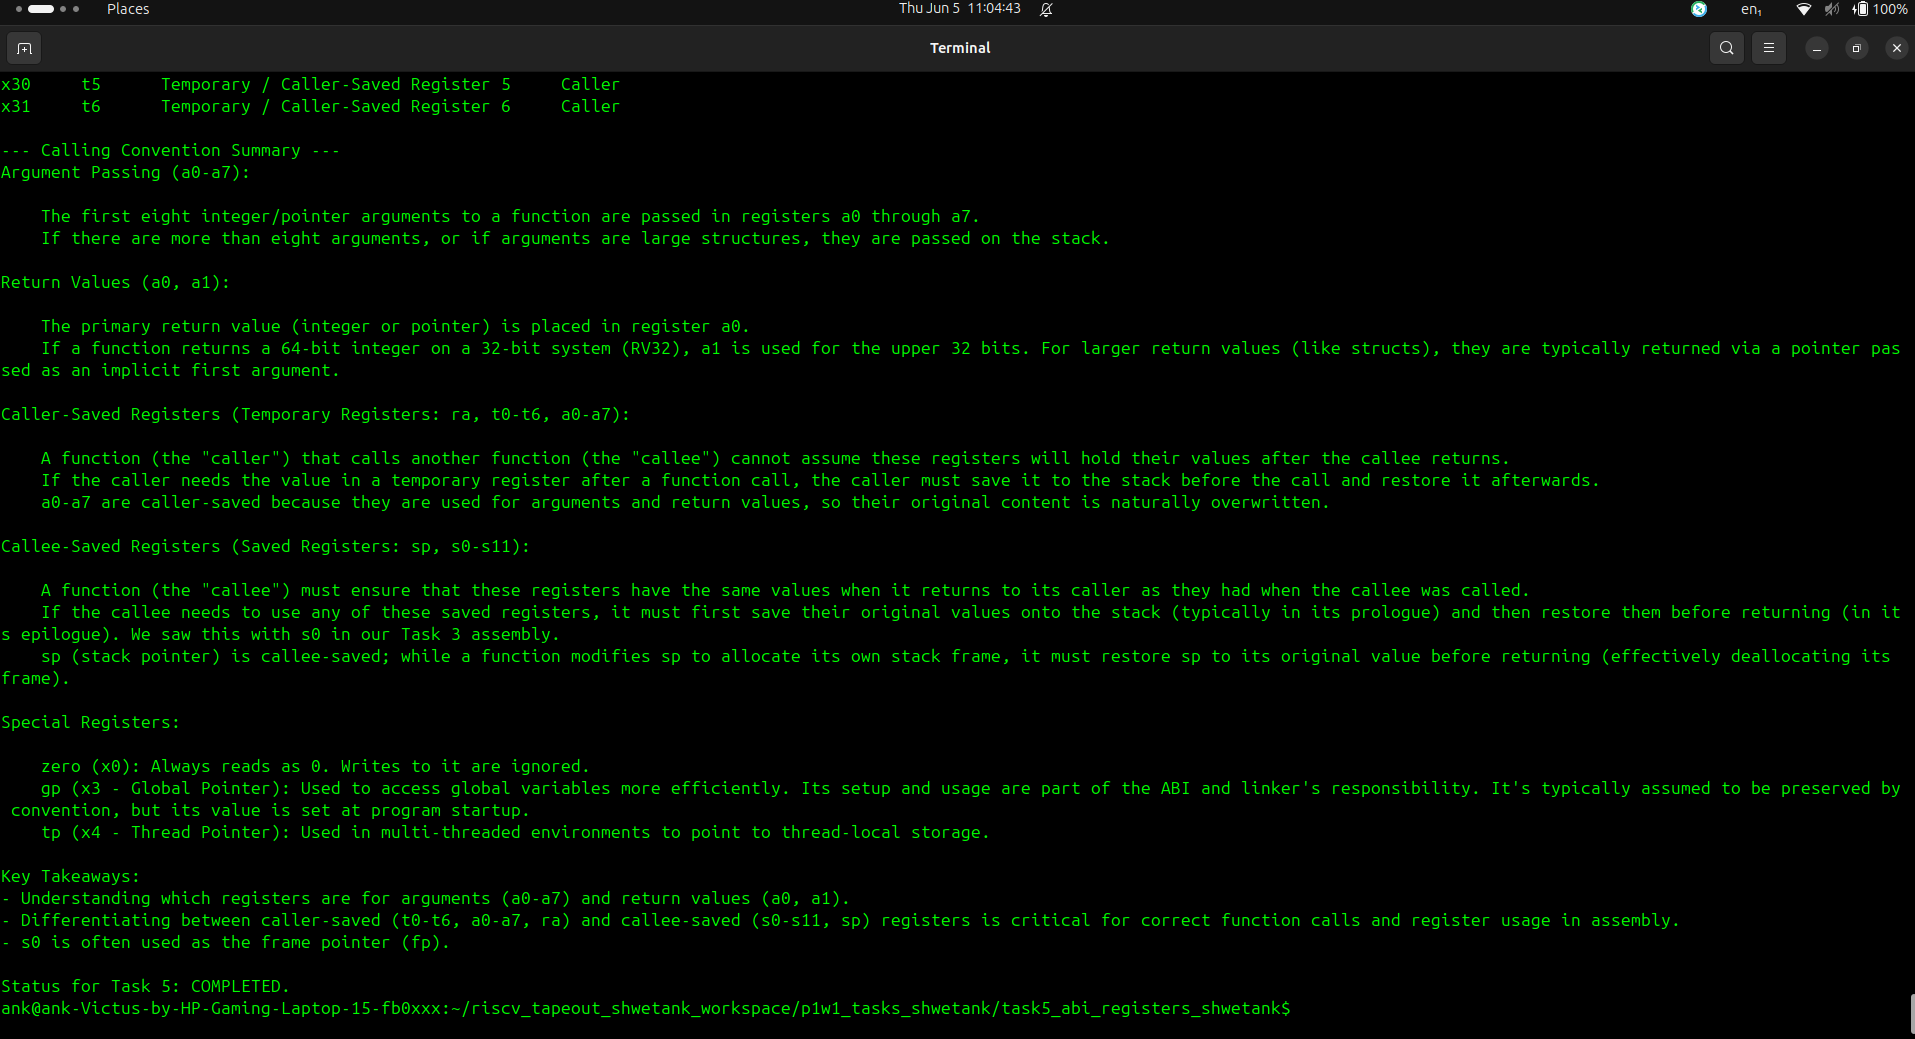 Places
Thu Jun 5 11:04:43
en₁
100%
Terminal
x30     t5      Temporary / Caller-Saved Register 5     Caller
x31     t6      Temporary / Caller-Saved Register 6     Caller
--- Calling Convention Summary ---
Argument Passing (a0-a7):
    The first eight integer/pointer arguments to a function are passed in registers a0 through a7.
    If there are more than eight arguments, or if arguments are large structures, they are passed on the stack.
Return Values (a0, a1):
    The primary return value (integer or pointer) is placed in register a0.
    If a function returns a 64-bit integer on a 32-bit system (RV32), a1 is used for the upper 32 bits. For larger return values (like structs), they are typically returned via a pointer pas
sed as an implicit first argument.
Caller-Saved Registers (Temporary Registers: ra, t0-t6, a0-a7):
    A function (the "caller") that calls another function (the "callee") cannot assume these registers will hold their values after the callee returns.
    If the caller needs the value in a temporary register after a function call, the caller must save it to the stack before the call and restore it afterwards.
    a0-a7 are caller-saved because they are used for arguments and return values, so their original content is naturally overwritten.
Callee-Saved Registers (Saved Registers: sp, s0-s11):
    A function (the "callee") must ensure that these registers have the same values when it returns to its caller as they had when the callee was called.
    If the callee needs to use any of these saved registers, it must first save their original values onto the stack (typically in its prologue) and then restore them before returning (in it
s epilogue). We saw this with s0 in our Task 3 assembly.
    sp (stack pointer) is callee-saved; while a function modifies sp to allocate its own stack frame, it must restore sp to its original value before returning (effectively deallocating its
frame).
Special Registers:
    zero (x0): Always reads as 0. Writes to it are ignored.
    gp (x3 - Global Pointer): Used to access global variables more efficiently. Its setup and usage are part of the ABI and linker's responsibility. It's typically assumed to be preserved by
 convention, but its value is set at program startup.
    tp (x4 - Thread Pointer): Used in multi-threaded environments to point to thread-local storage.
Key Takeaways:
- Understanding which registers are for arguments (a0-a7) and return values (a0, a1).
- Differentiating between caller-saved (t0-t6, a0-a7, ra) and callee-saved (s0-s11, sp) registers is critical for correct function calls and register usage in assembly.
- s0 is often used as the frame pointer (fp).
Status for Task 5: COMPLETED.
ank@ank-Victus-by-HP-Gaming-Laptop-15-fb0xxx:~/riscv_tapeout_shwetank_workspace/p1w1_tasks_shwetank/task5_abi_registers_shwetank$